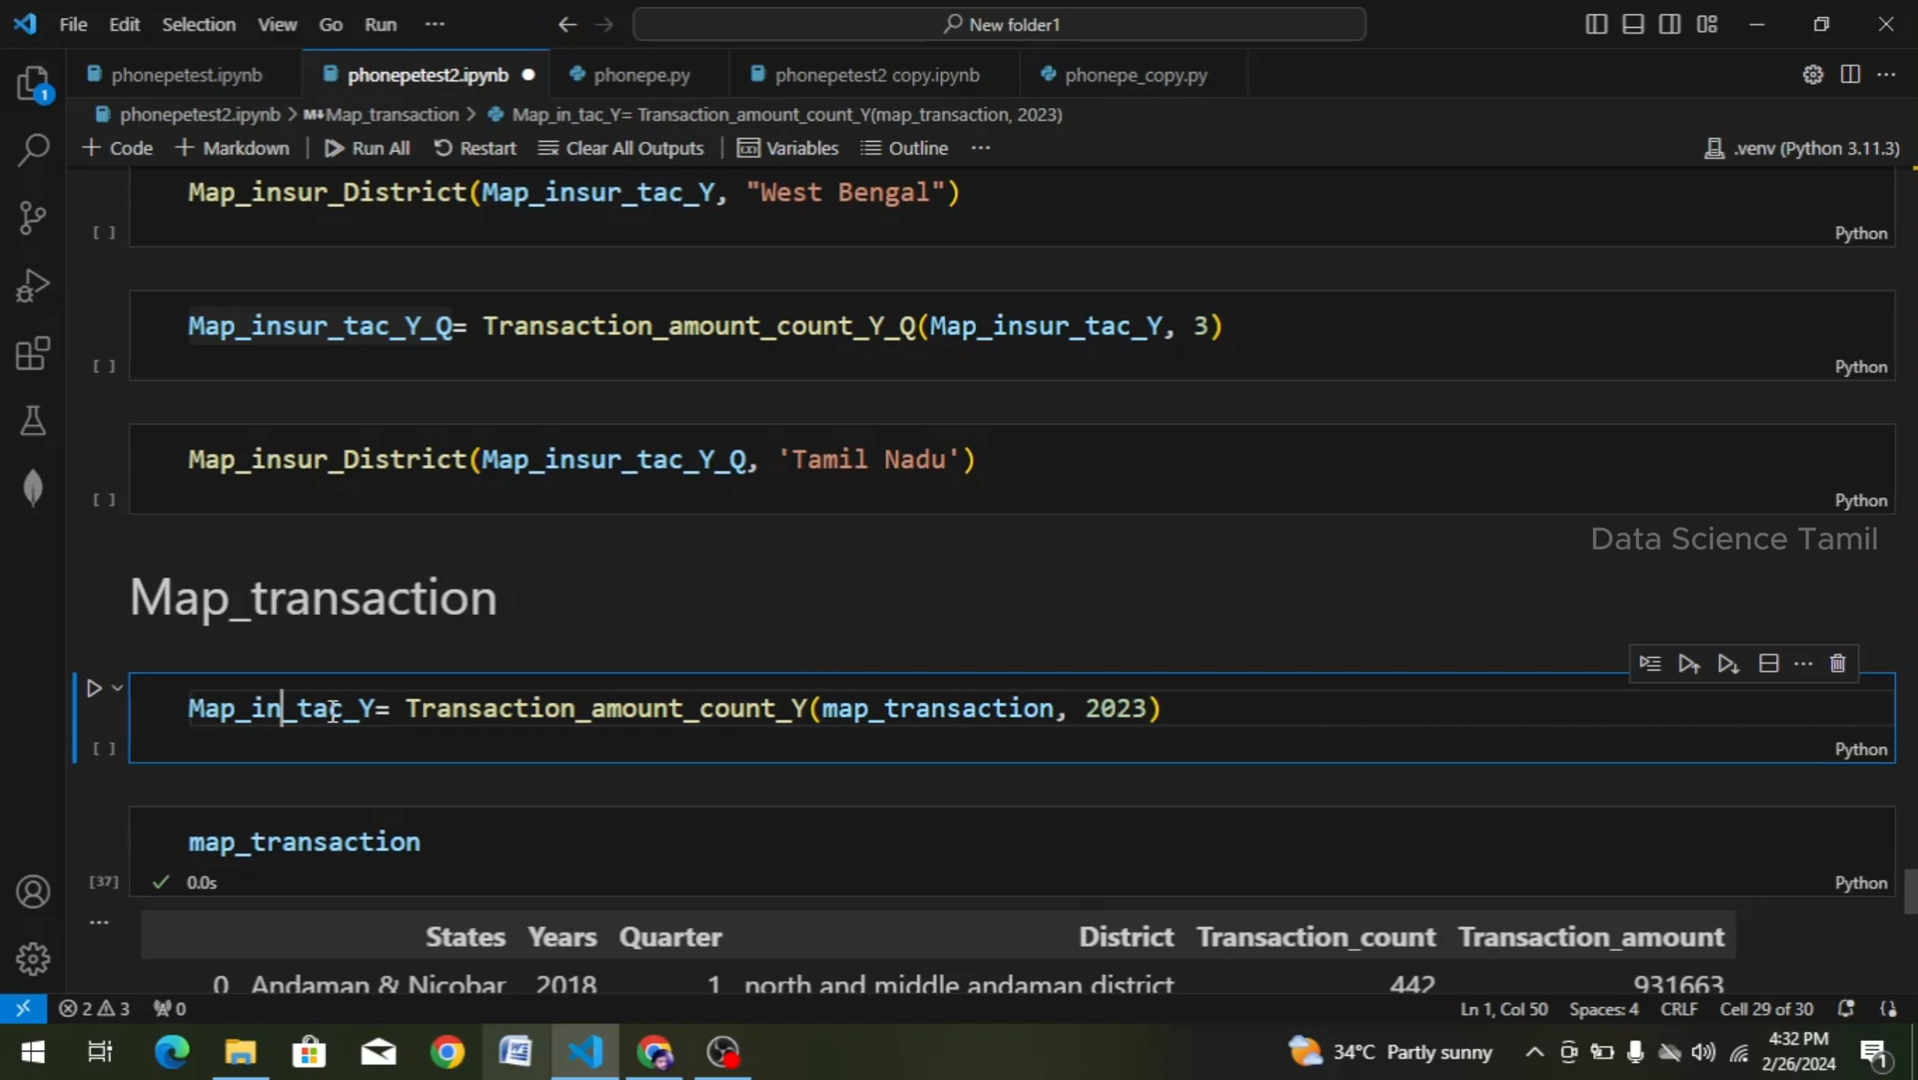 File Edit Selection View Go Run ··· New folder1
phonepetest.ipynb phonepetest2.ipynb phonepe.py phonepetest2 copy.ipynb phonepe_copy.py
phonepetest2.ipynb > M↓Map_transaction > Map_in_tac_Y= Transaction_amount_count_Y(map_transaction, 2023)
+ Code + Markdown Run All Restart Clear All Outputs Variables Outline ··· .venv (Python 3.11.3)
Map_insur_District(Map_insur_tac_Y, "West Bengal")
[ ] Python
Map_insur_tac_Y_Q= Transaction_amount_count_Y_Q(Map_insur_tac_Y, 3)
[ ] Python
Map_insur_District(Map_insur_tac_Y_Q, 'Tamil Nadu')
[ ] Python
Data Science Tamil
Map_transaction
Map_in_tac_Y= Transaction_amount_count_Y(map_transaction, 2023)
[ ] Python
map_transaction
[37] 0.0s Python
States Years Quarter District Transaction_count Transaction_amount
0 Andaman & Nicobar 2018 1 north and middle andaman district 442 931663
2 3 0 Ln 1, Col 50 Spaces: 4 CRLF Cell 29 of 30
34°C Partly sunny 4:32 PM
2/26/2024
1
1